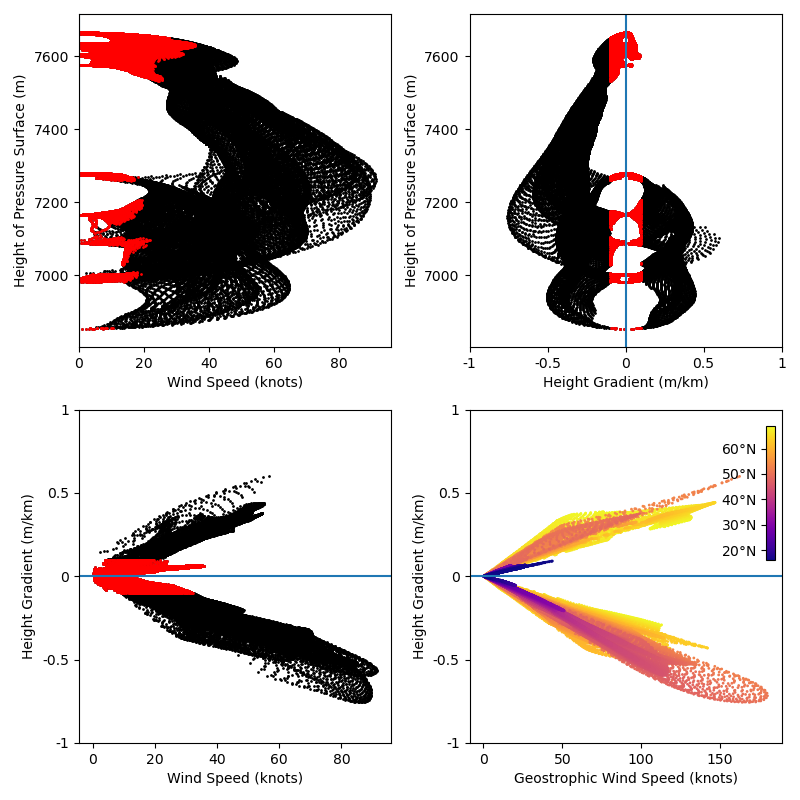 7600
7400
7200
7000
Height of Pressure Surface (m)
0
20
40
60
80
Wind Speed (knots)
7600
7400
7200
7000
Height of Pressure Surface (m)
-1
-0.5
0
0.5
1
Height Gradient (m/km)
1
0.5
0
-0.5
-1
Height Gradient (m/km)
0
20
40
60
80
Wind Speed (knots)
1
0.5
0
-0.5
-1
Height Gradient (m/km)
60°N
50°N
40°N
30°N
20°N
0
50
100
150
Geostrophic Wind Speed (knots)